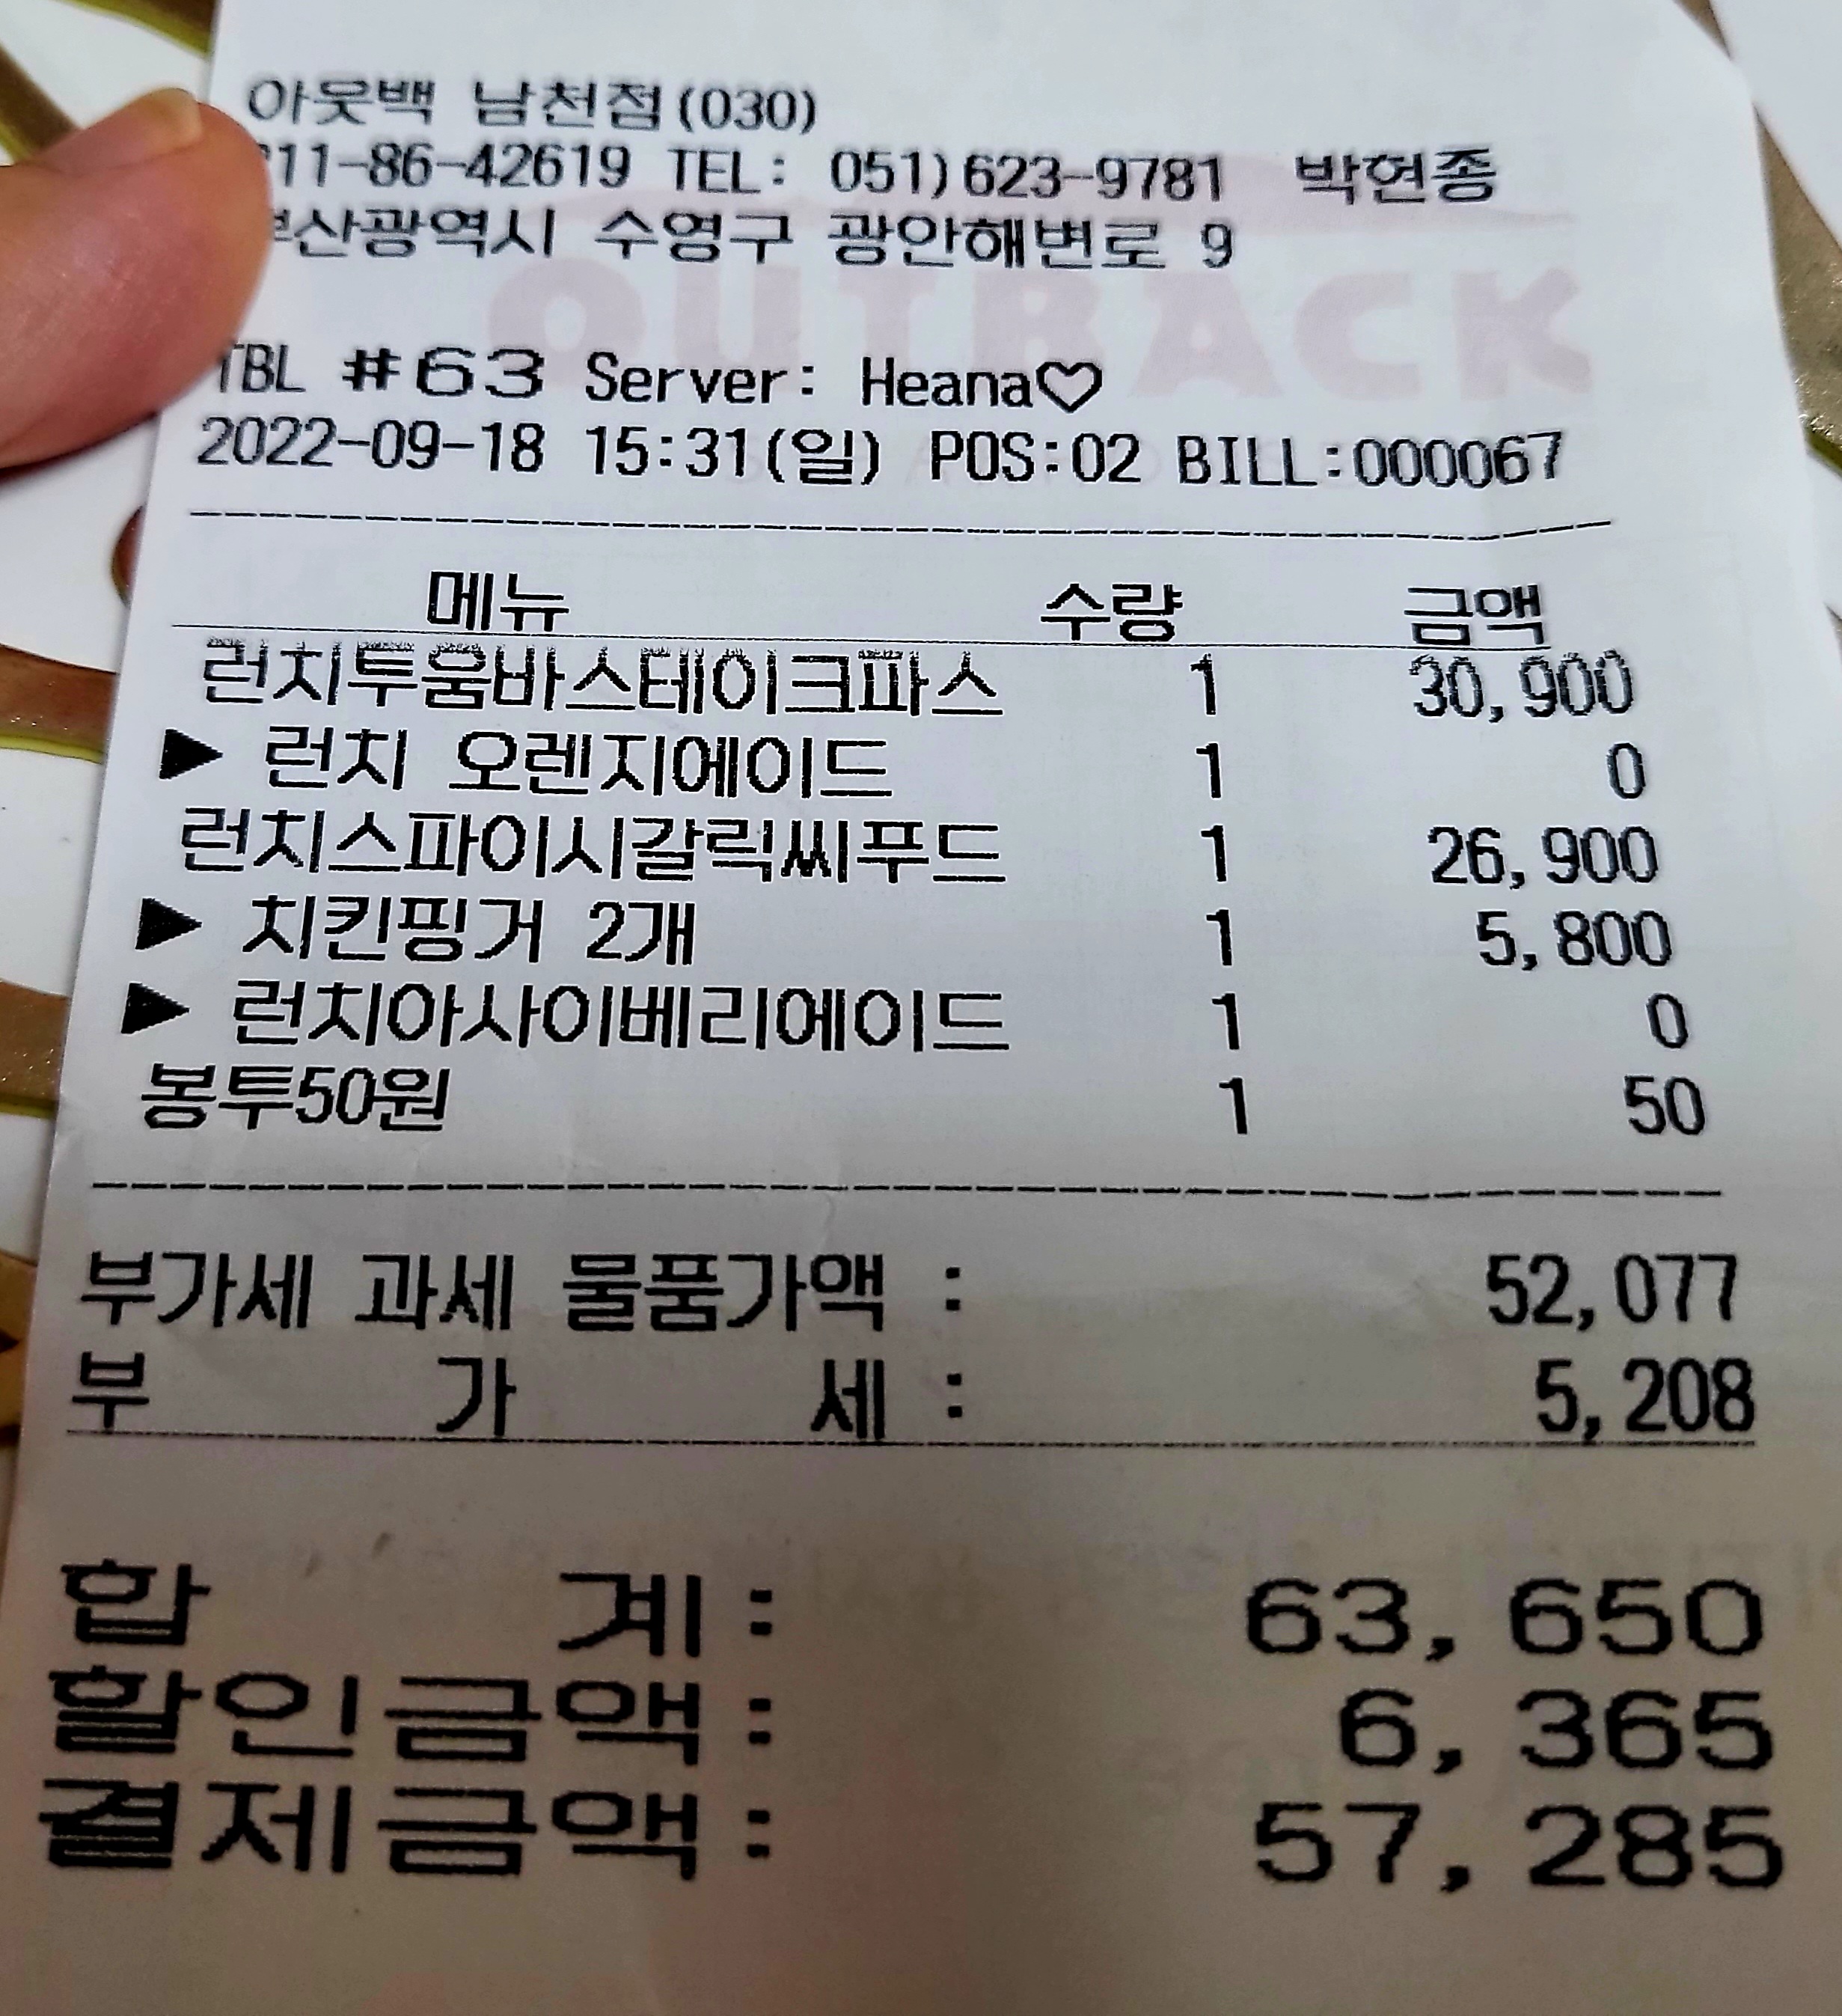 아웃백 남천점(030)
11-86-42619 TEL: 051)623-9781 박현종
부산광역시 수영구 광안해변로 9
OUTBACK
TBL #63 Server: Heana♡
2022-09-18 15:31(일) POS:02 BILL:000067
메뉴 수량 금액
런치투움바스테이크파스 1 30,900
▶ 런치 오렌지에이드 1 0
런치스파이시갈릭씨푸드 1 26,900
▶ 치킨핑거 2개 1 5,800
▶ 런치아사이베리에이드 1 0
봉투50원 1 50
부가세 과세 물품가액 : 52,077
부 가 세 : 5,208
합 계: 63,650
할인금액: 6,365
결제금액: 57,285